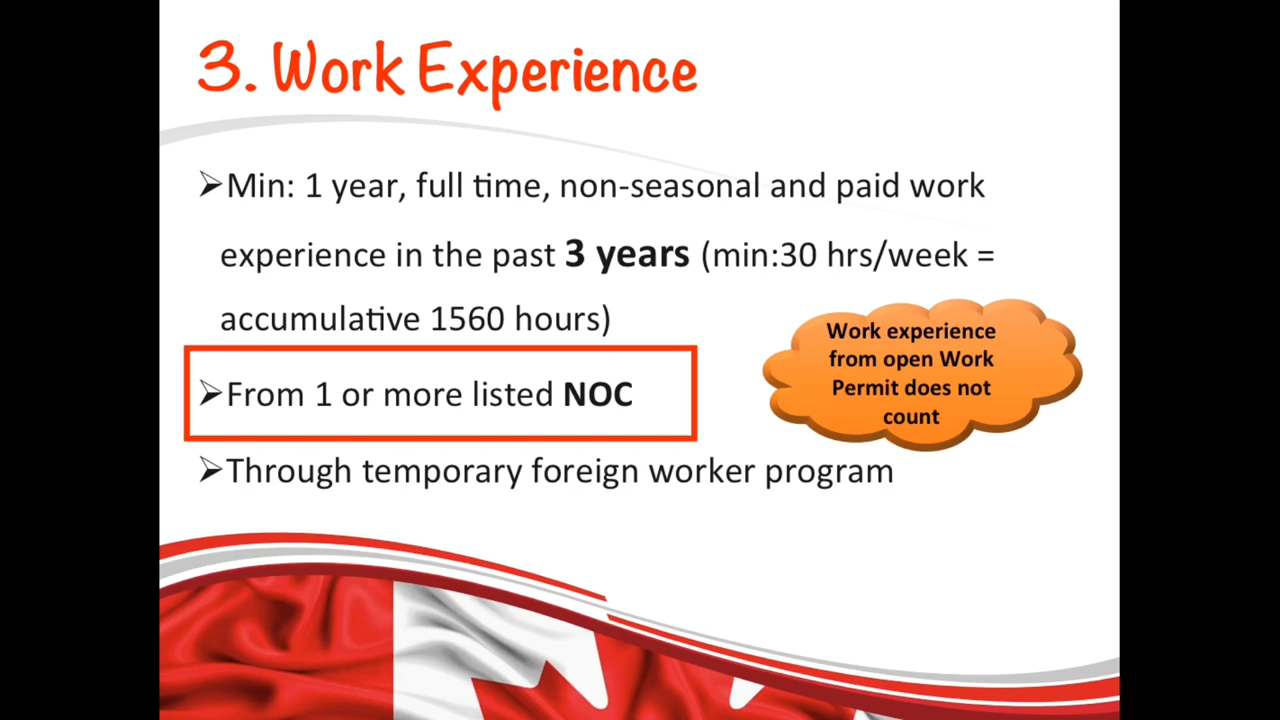 3. Work Experience
➢Min: 1 year, full time, non-seasonal and paid work
experience in the past 3 years (min:30 hrs/week =
accumulative 1560 hours)
➢From 1 or more listed NOC
➢Through temporary foreign worker program
Work experience
from open Work
Permit does not
count